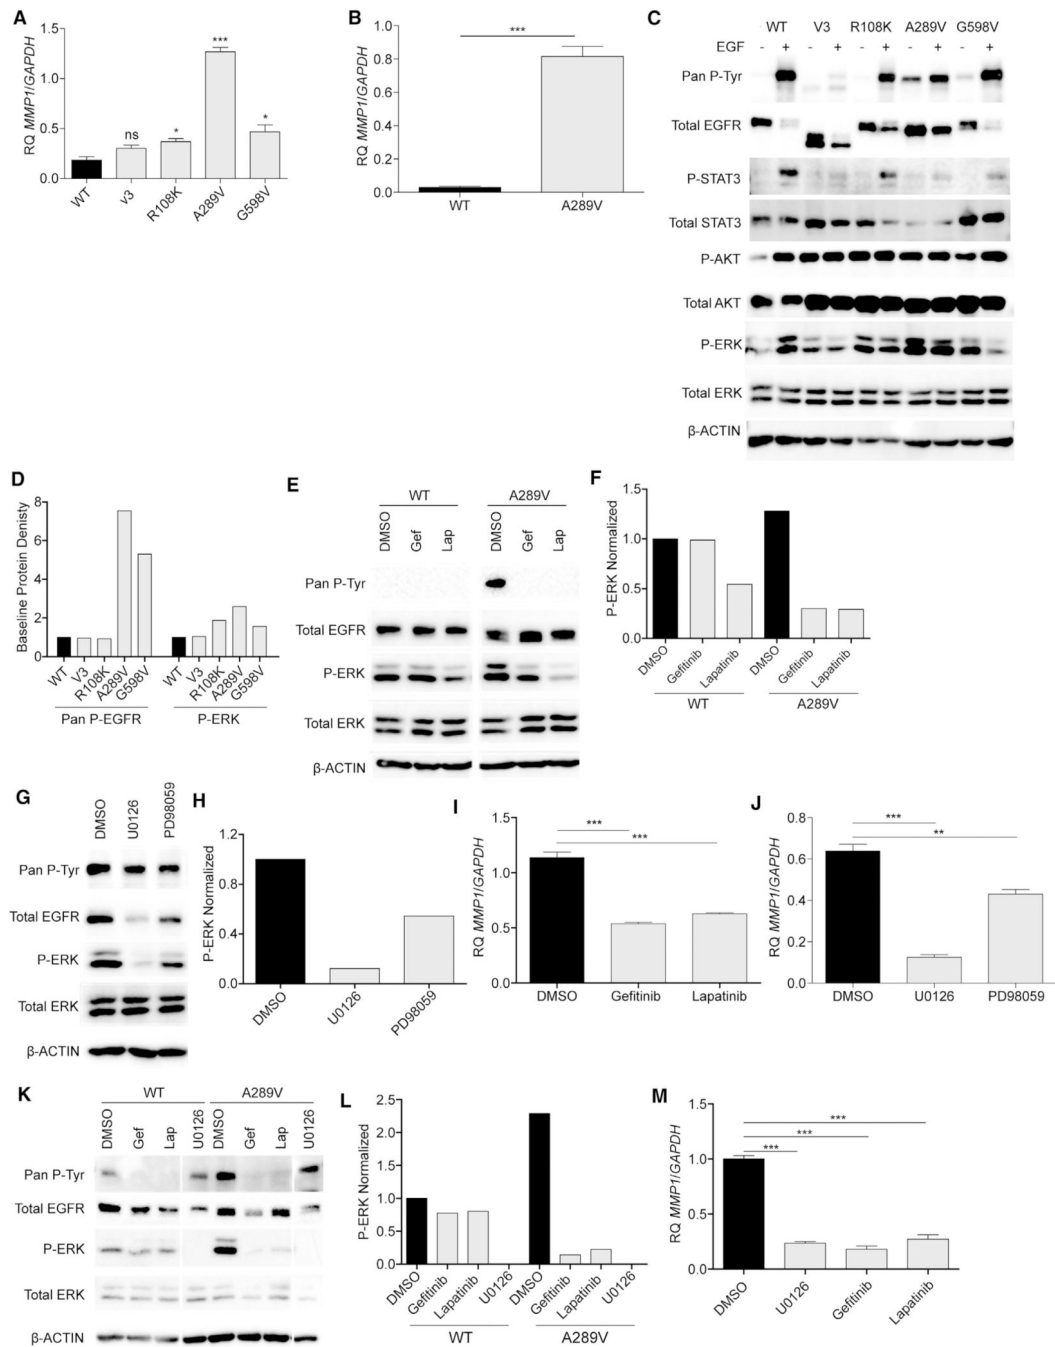 A
RQ MMP1/GAPDH
1.5
1.0
0.5
0.0
ns
*
***
*
WT
v3
R108K
A289V
G598V
B
RQ MMP1/GAPDH
1.0
0.8
0.6
0.4
0.2
0.0
***
WT
A289V
C
WT V3 R108K A289V G598V
EGF - + - + - + - + - +
Pan P-Tyr
Total EGFR
P-STAT3
Total STAT3
P-AKT
Total AKT
P-ERK
Total ERK
β-ACTIN
D
Baseline Protein Denisty
8
6
4
2
0
WT
V3
R108K
A289V
G598V
WT
V3
R108K
A289V
G598V
Pan P-EGFR P-ERK
E
WT A289V
DMSO
Gef
Lap
DMSO
Gef
Lap
Pan P-Tyr
Total EGFR
P-ERK
Total ERK
β-ACTIN
F
P-ERK Normalized
1.5
1.0
0.5
0.0
DMSO
Gefitinib
Lapatinib
DMSO
Gefitinib
Lapatinib
WT A289V
G
DMSO
U0126
PD98059
Pan P-Tyr
Total EGFR
P-ERK
Total ERK
β-ACTIN
H
P-ERK Normalized
1.2
0.8
0.4
0.0
DMSO
U0126
PD98059
I
RQ MMP1/GAPDH
1.5
1.0
0.5
0.0
***
***
DMSO Gefitinib Lapatinib
J
RQ MMP1/GAPDH
0.8
0.6
0.4
0.2
0.0
***
**
DMSO U0126 PD98059
K
WT A289V
DMSO
Gef
Lap
U0126
DMSO
Gef
Lap
U0126
Pan P-Tyr
Total EGFR
P-ERK
Total ERK
β-ACTIN
L
P-ERK Normalized
2.5
2.0
1.5
1.0
0.5
0.0
DMSO
Gefitinib
Lapatinib
U0126
DMSO
Gefitinib
Lapatinib
U0126
WT A289V
M
RQ MMP1/GAPDH
1.5
1.0
0.5
0.0
***
***
***
DMSO
U0126
Gefitinib
Lapatinib